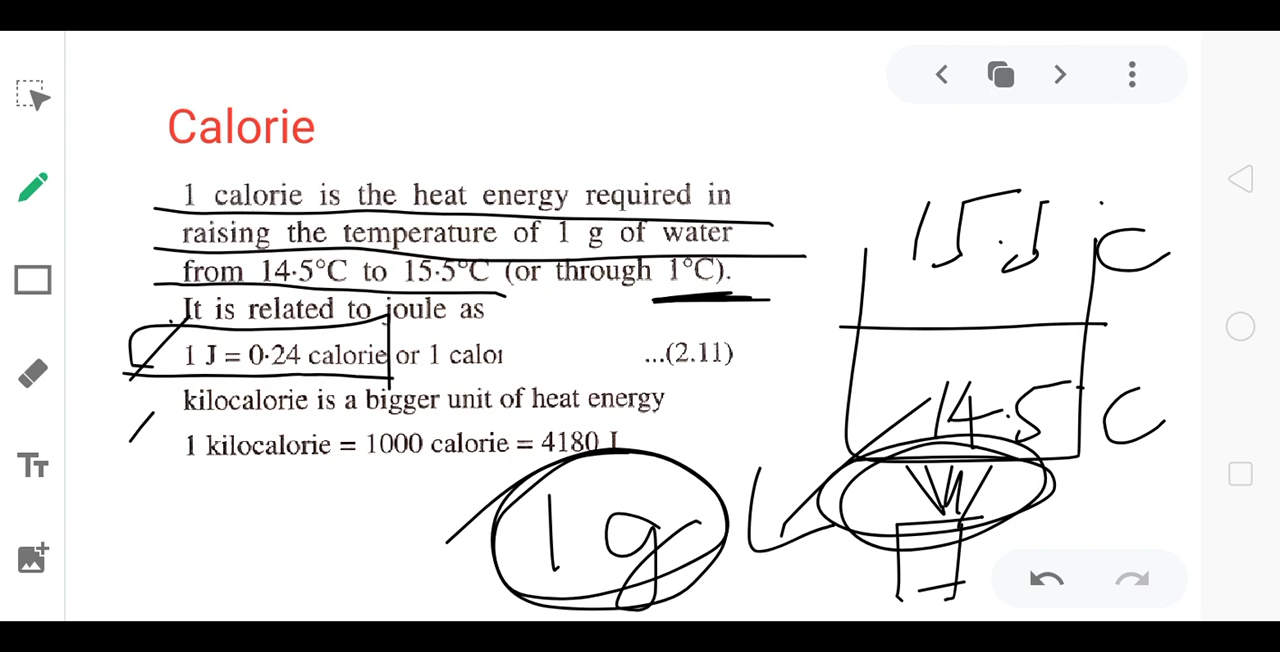 Calorie
1 calorie is the heat energy required in
raising the temperature of 1 g of water
from 14·5°C to 15·5°C (or through 1°C).
It is related to joule as
1 J = 0·24 calorie or 1 calor ...(2.11)
kilocalorie is a bigger unit of heat energy
1 kilocalorie = 1000 calorie = 4180 J
15.5 °C
14.5 C
1 g
TT